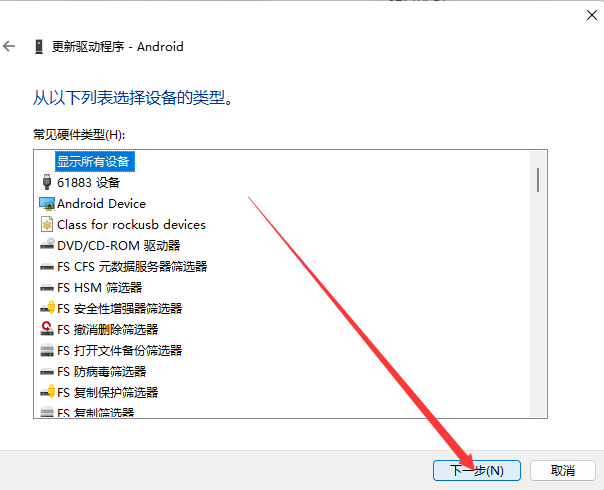 更新驱动程序 - Android
从以下列表选择设备的类型。
常见硬件类型(H):
显示所有设备
61883 设备
Android Device
Class for rockusb devices
DVD/CD-ROM 驱动器
FS CFS 元数据服务器筛选器
FS HSM 筛选器
FS 安全性增强器筛选器
FS 撤消删除筛选器
FS 打开文件备份筛选器
FS 防病毒筛选器
FS 复制保护筛选器
FS 复制筛选器
下一步(N)
取消